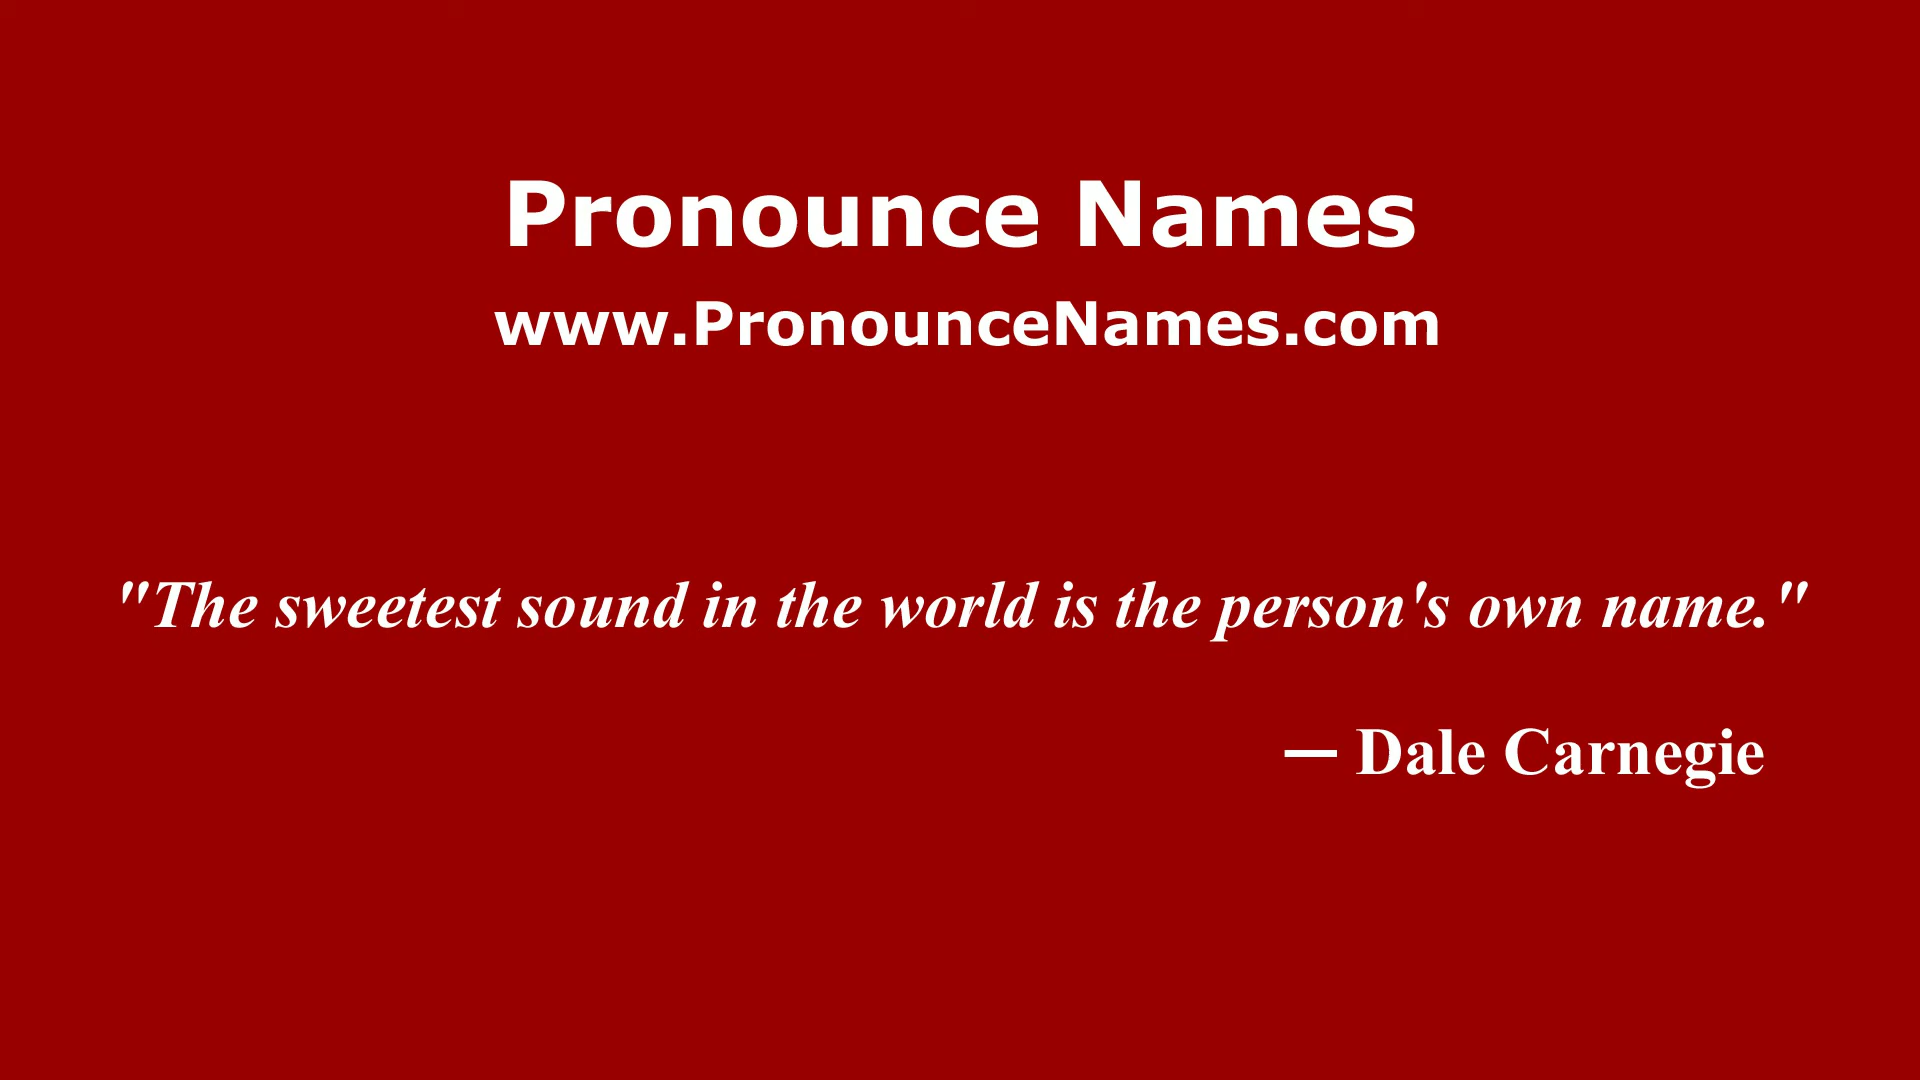 Pronounce Names
www.PronounceNames.com
"The sweetest sound in the world is the person's own name."
— Dale Carnegie